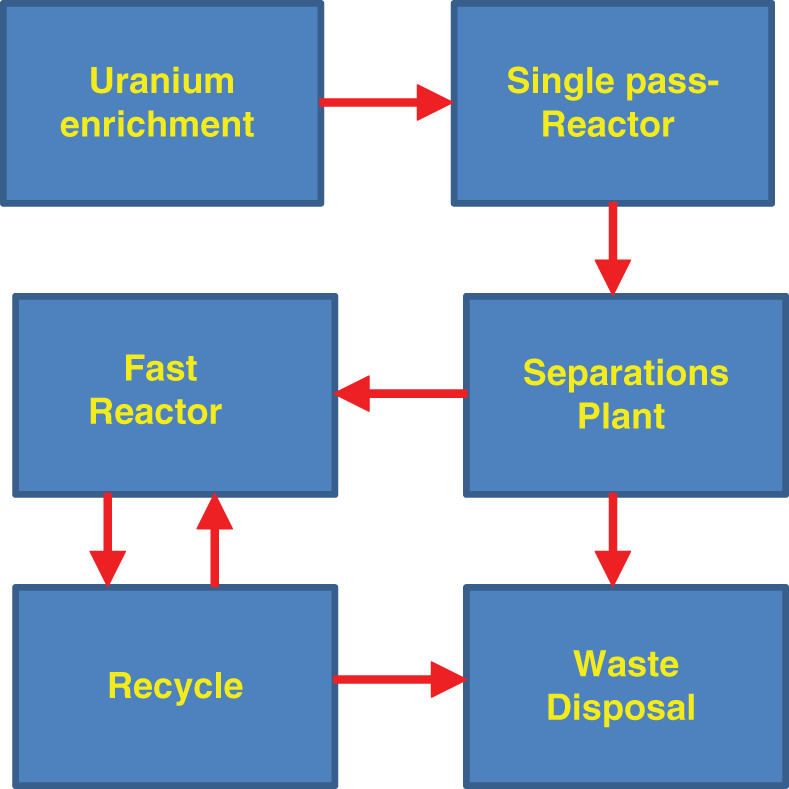 Uranium
enrichment
Single pass-
Reactor
Fast
Reactor
Separations
Plant
Recycle
Waste
Disposal